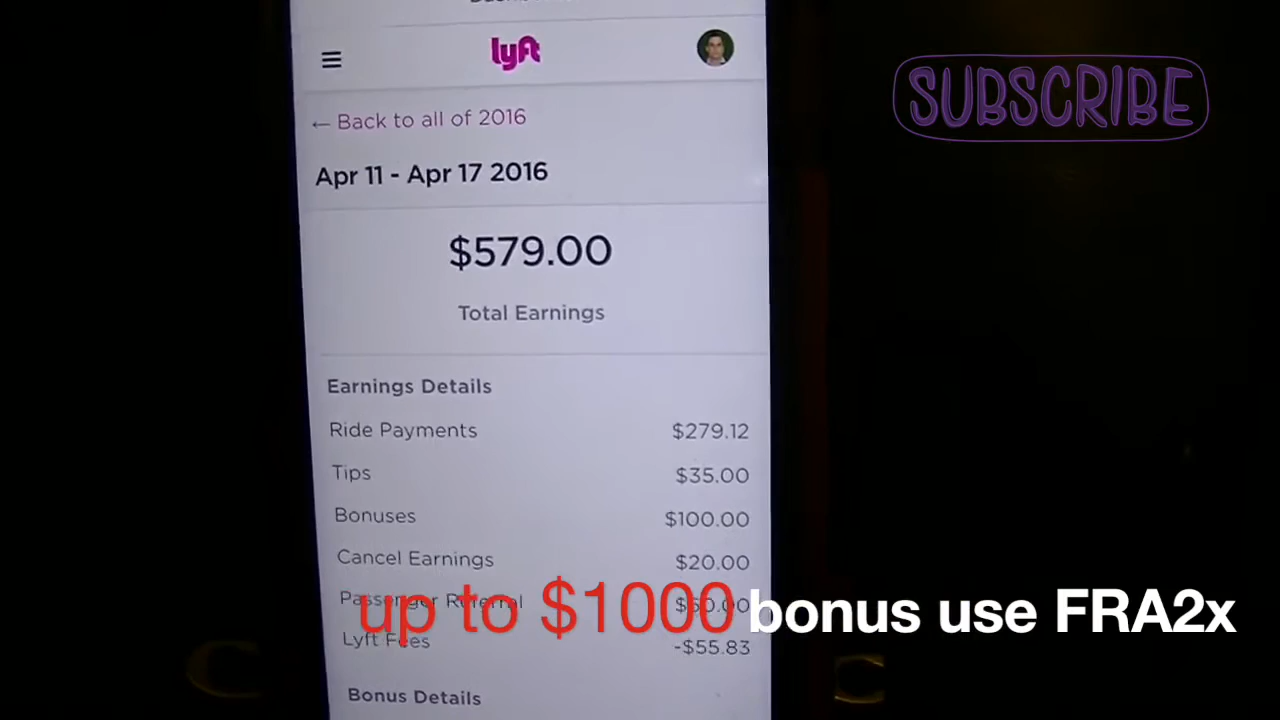 lyft
SUBSCRIBE
← Back to all of 2016
Apr 11 - Apr 17 2016
$579.00
Total Earnings
Earnings Details
Ride Payments $279.12
Tips $35.00
Bonuses $100.00
Cancel Earnings $20.00
Passenger Referral
up to $1000 bonus use FRA2x
Lyft Fees -$55.83
Bonus Details